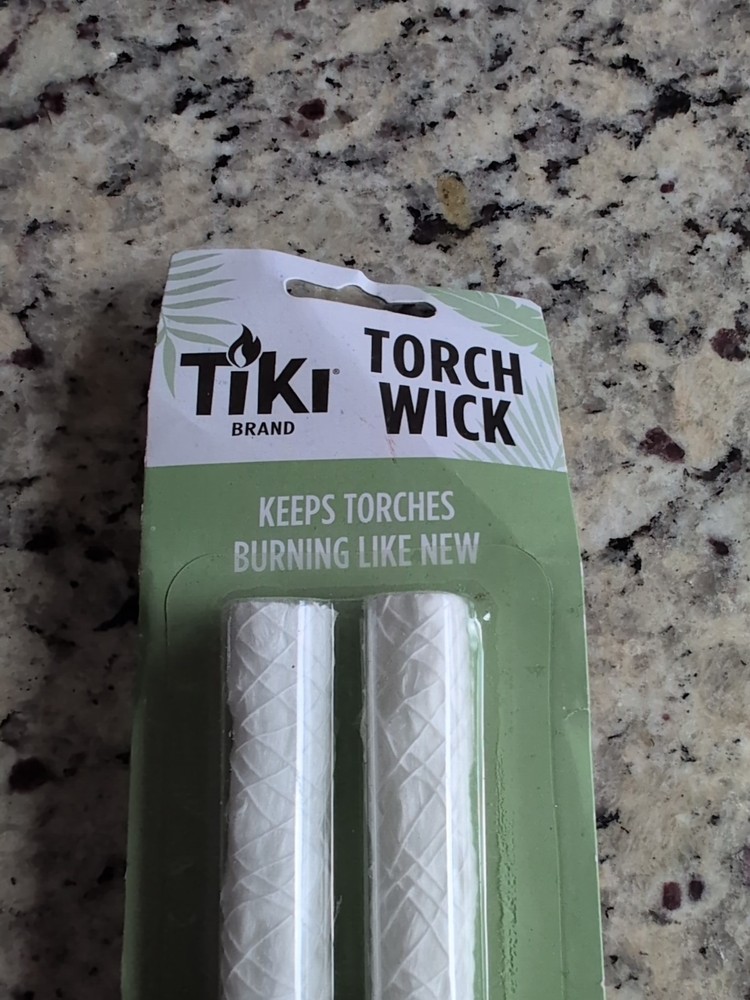 TiKi®
BRAND
TORCH
WICK
KEEPS TORCHES
BURNING LIKE NEW